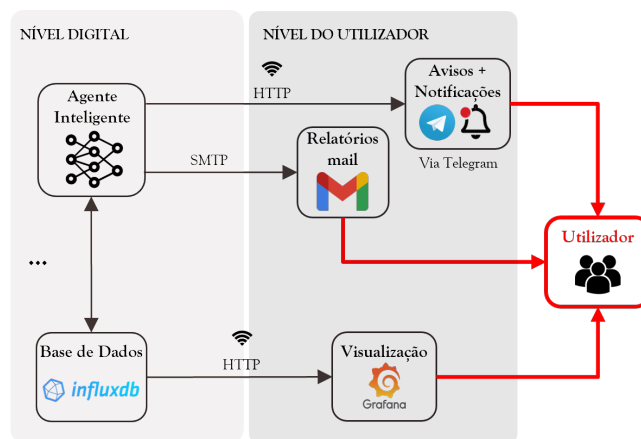 NÍVEL DIGITAL
NÍVEL DO UTILIZADOR
Agente
Inteligente
HTTP
Avisos +
Notificações
Via Telegram
SMTP
Relatórios
mail
Utilizador
...
Base de Dados
influxdb
HTTP
Visualização
Grafana